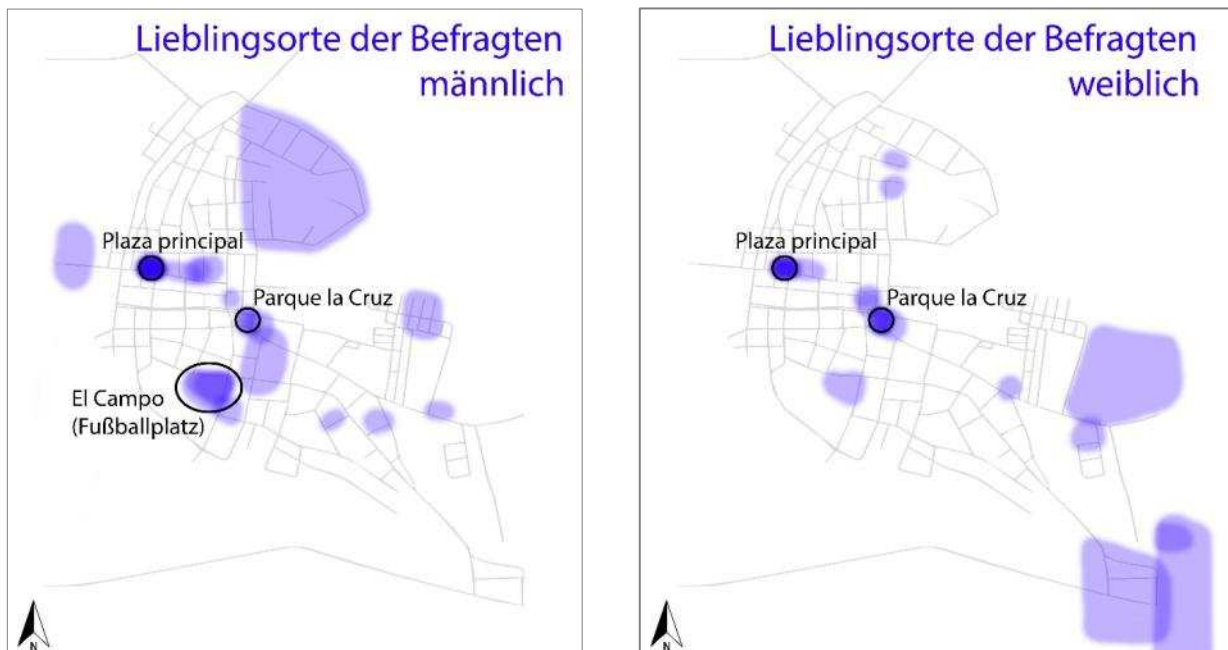 Lieblingsorte der Befragten
männlich
Plaza principal
Parque la Cruz
El Campo
(Fußballplatz)
N
Lieblingsorte der Befragten
weiblich
Plaza principal
Parque la Cruz
N